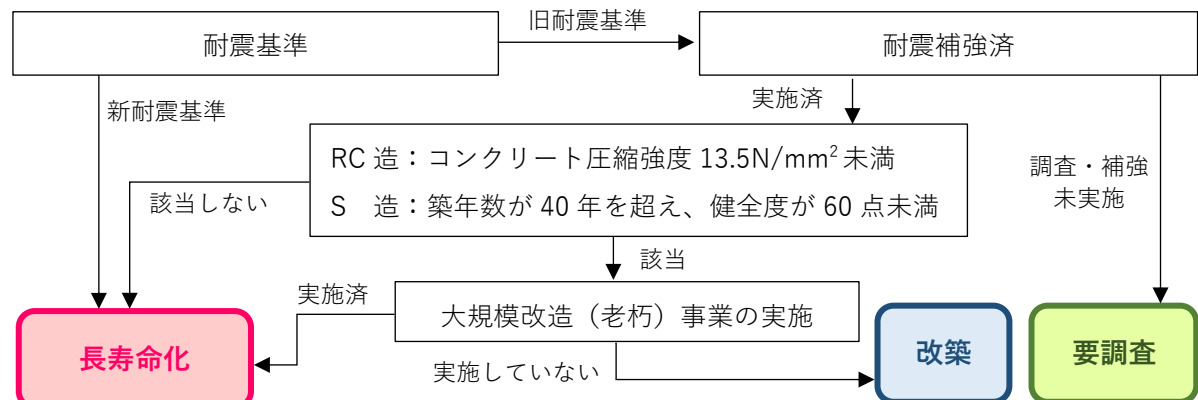 旧耐震基準
耐震基準
耐震補強済
新耐震基準
実施済
RC 造：コンクリート圧縮強度 13.5N/mm² 未満
S　造：築年数が 40 年を超え、健全度が 60 点未満
調査・補強
未実施
該当しない
該当
実施済
大規模改造（老朽）事業の実施
長寿命化
実施していない
改築
要調査